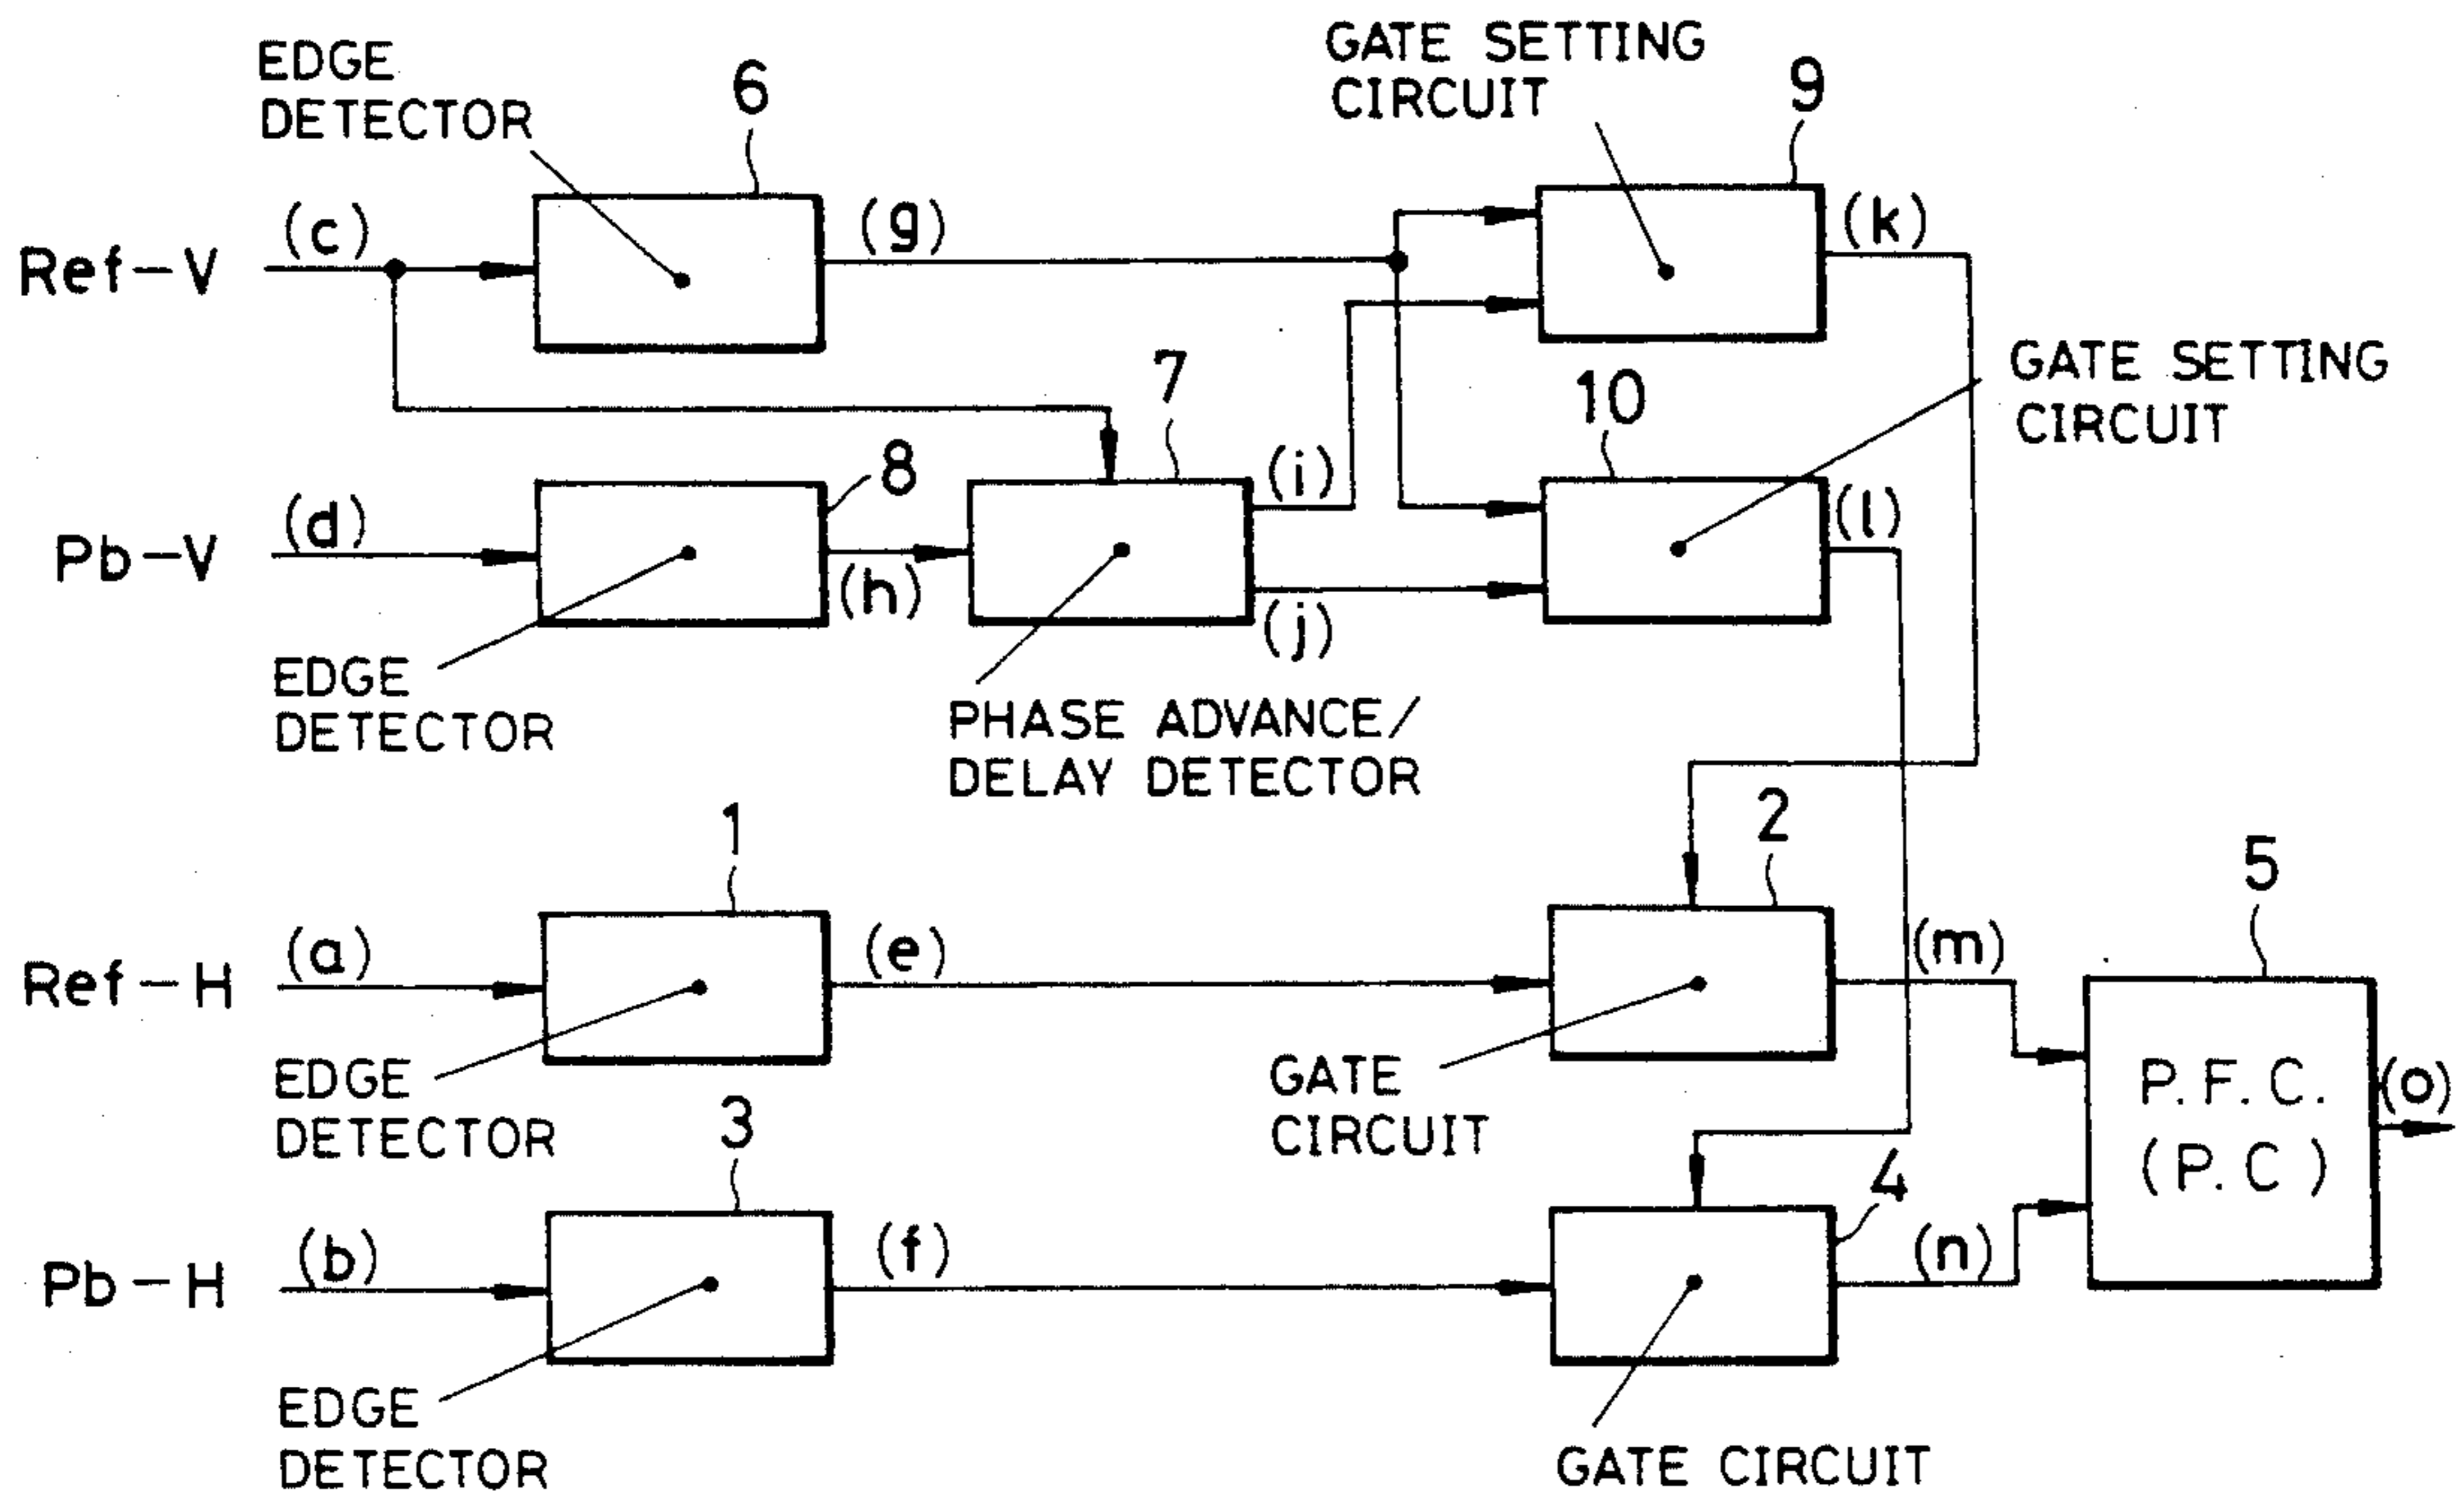 EDGE
DETECTOR
6
GATE SETTING
CIRCUIT
9
Ref-V
(c)
(g)
(k)
7
10
GATE SETTING
CIRCUIT
8
Pb-V
(d)
(h)
(i)
(j)
(l)
EDGE
DETECTOR
PHASE ADVANCE/
DELAY DETECTOR
1
2
5
Ref-H
(a)
(e)
(m)
EDGE
DETECTOR
GATE
CIRCUIT
P.F.C.
(P.C)
(o)
3
4
Pb-H
(b)
(f)
(n)
EDGE
DETECTOR
GATE CIRCUIT